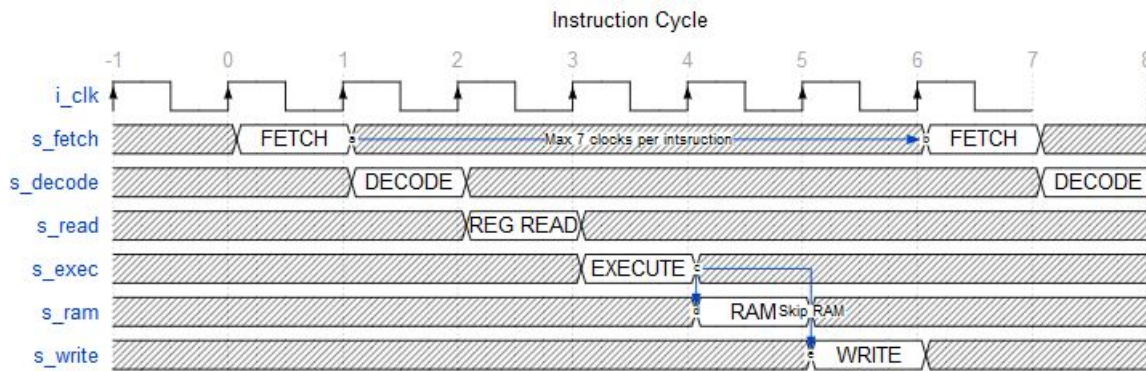 Instruction Cycle
-1 0 1 2 3 4 5 6 7 8
i_clk
s_fetch FETCH Max 7 clocks per intsruction FETCH
s_decode DECODE DECODE
s_read REG READ
s_exec EXECUTE
s_ram RAM Skip RAM
s_write WRITE